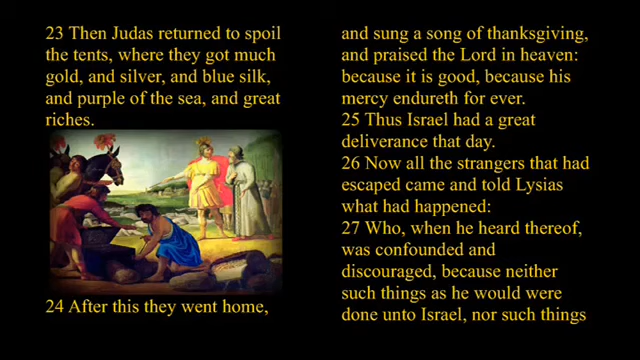 23 Then Judas returned to spoil
the tents, where they got much
gold, and silver, and blue silk,
and purple of the sea, and great
riches.
24 After this they went home,
and sung a song of thanksgiving,
and praised the Lord in heaven:
because it is good, because his
mercy endureth for ever.
25 Thus Israel had a great
deliverance that day.
26 Now all the strangers that had
escaped came and told Lysias
what had happened:
27 Who, when he heard thereof,
was confounded and
discouraged, because neither
such things as he would were
done unto Israel, nor such things